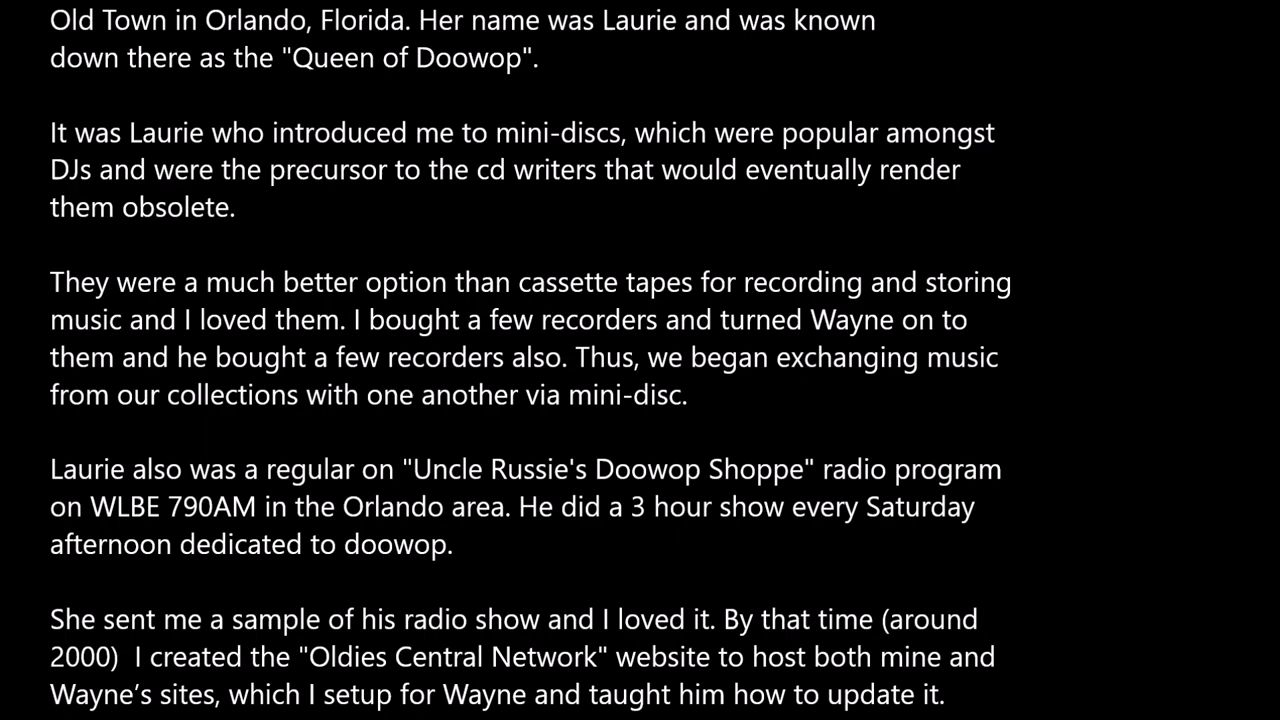 Old Town in Orlando, Florida. Her name was Laurie and was known
down there as the "Queen of Doowop".
It was Laurie who introduced me to mini-discs, which were popular amongst
DJs and were the precursor to the cd writers that would eventually render
them obsolete.
They were a much better option than cassette tapes for recording and storing
music and I loved them. I bought a few recorders and turned Wayne on to
them and he bought a few recorders also. Thus, we began exchanging music
from our collections with one another via mini-disc.
Laurie also was a regular on "Uncle Russie's Doowop Shoppe" radio program
on WLBE 790AM in the Orlando area. He did a 3 hour show every Saturday
afternoon dedicated to doowop.
She sent me a sample of his radio show and I loved it. By that time (around
2000)  I created the "Oldies Central Network" website to host both mine and
Wayne’s sites, which I setup for Wayne and taught him how to update it.